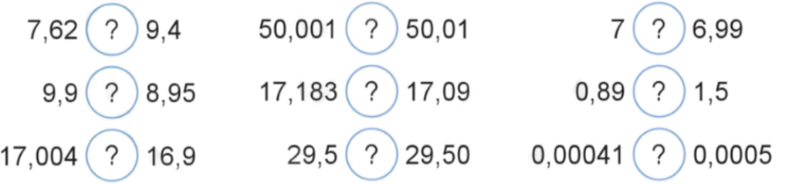 7,62 ? 9,4 50,001 ? 50,01 7 ? 6,99
9,9 ? 8,95 17,183 ? 17,09 0,89 ? 1,5
17,004 ? 16,9 29,5 ? 29,50 0,00041 ? 0,0005